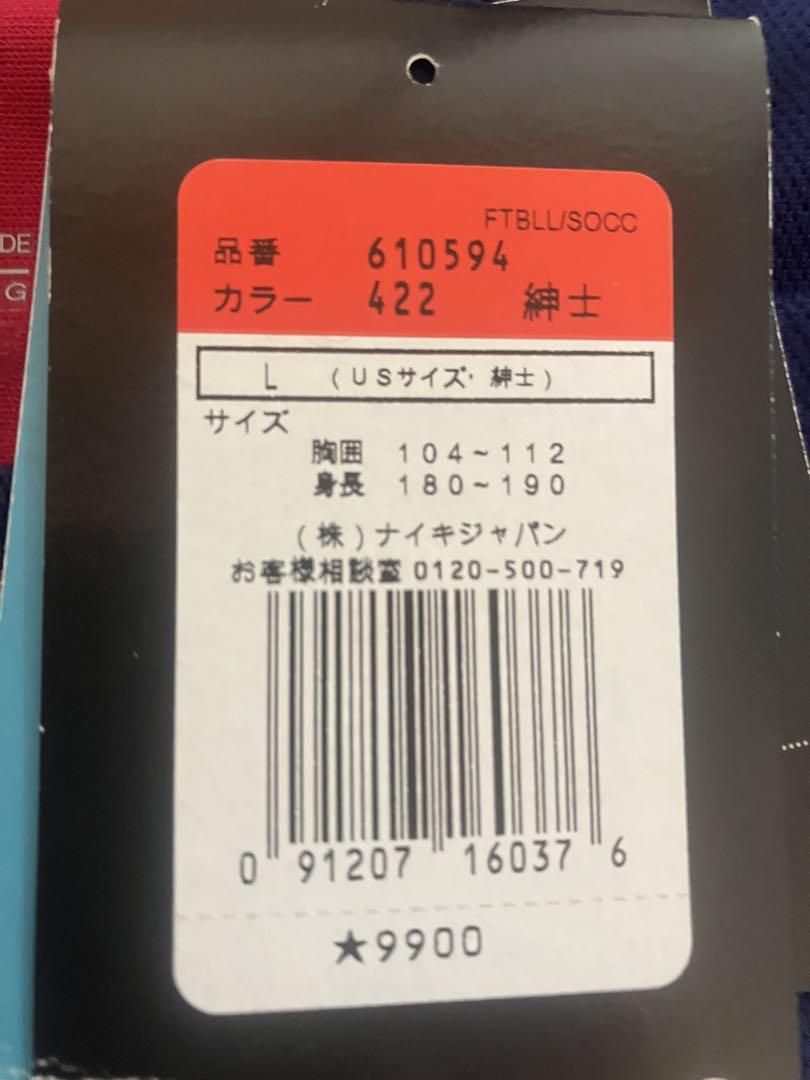 DE
G
FTBLL/SOCC
品番 610594
カラー 422 紳士
L (USサイズ・紳士)
サイズ
胸囲 104~112
身長 180~190
(株)ナイキジャパン
お客様相談室 0120-500-719
0 91207 16037 6
★9900